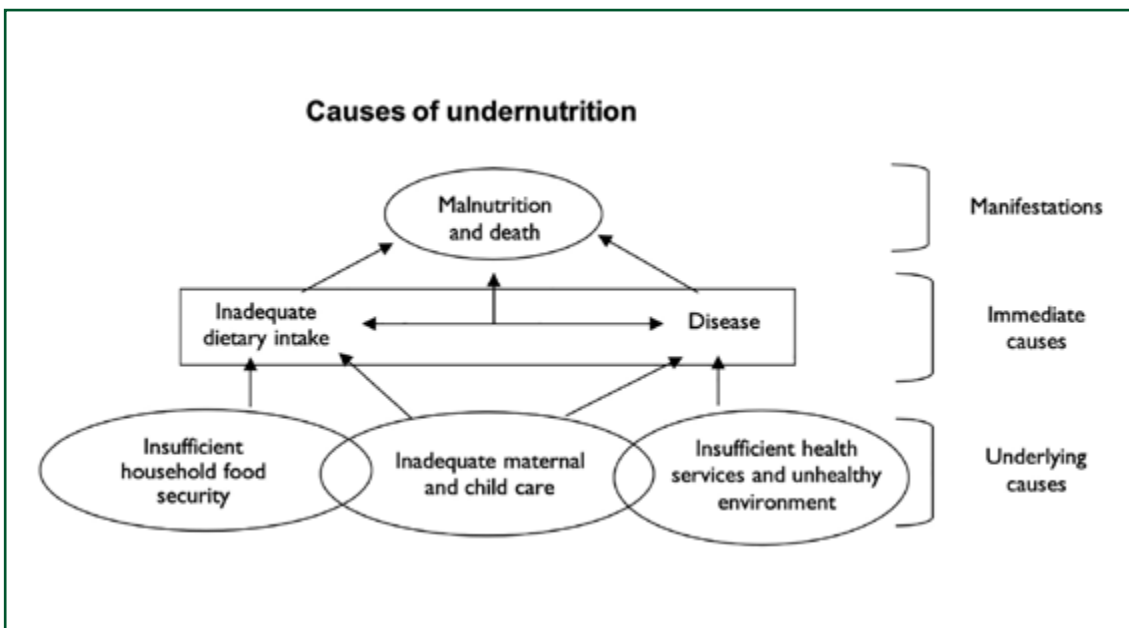 Causes of undernutrition
Malnutrition
and death
Manifestations
Inadequate
dietary intake
Disease
Immediate
causes
Insufficient
household food
security
Inadequate maternal
and child care
Insufficient health
services and unhealthy
environment
Underlying
causes